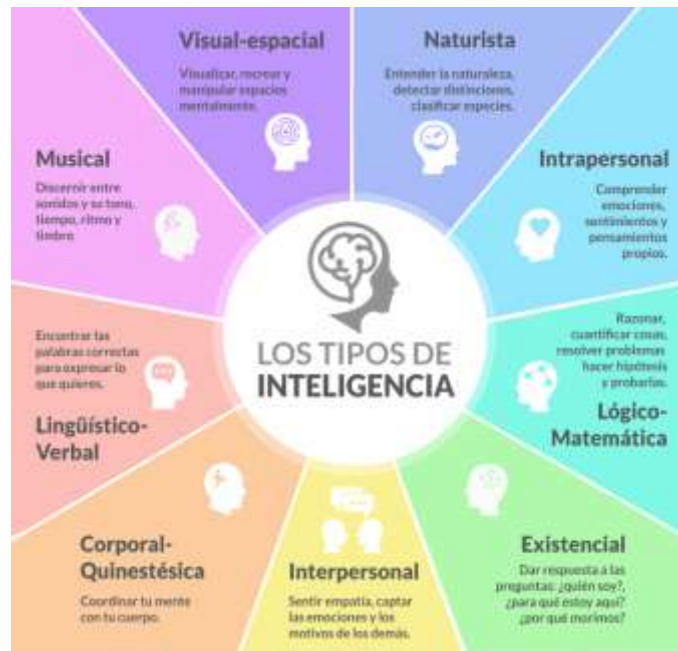 Visual-espacial
Visualizar, recrear y
manipular espacios
mentalmente.
Naturista
Entender la naturaleza,
detectar distinciones,
clasificar especies.
Musical
Discernir entre
sonidos y su tono,
tiempo, ritmo y
timbre.
Intrapersonal
Comprender
emociones,
sentimientos y
pensamientos
propios.
LOS TIPOS DE
INTELIGENCIA
Encontrar las
palabras correctas
para expresar lo
que quieres.
Lingüístico-
Verbal
Razonar,
cuantificar cosas,
resolver problemas
hacer hipótesis
y probarlas.
Lógico-
Matemática
Corporal-
Quinestésica
Coordinar tu mente
con tu cuerpo.
Interpersonal
Sentir empatía, captar
las emociones y los
motivos de los demás.
Existencial
Dar respuesta a las
preguntas: ¿quién soy?,
¿para qué estoy aquí?
¿por qué morimos?